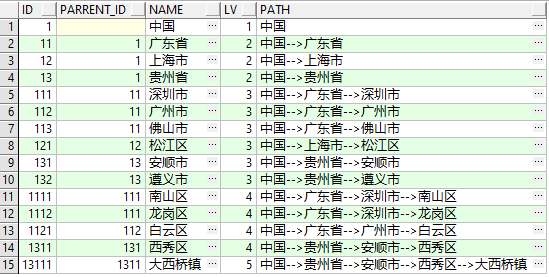 ID PARRENT_ID NAME LV PATH
1 1 中国 ··· 1 中国 ···
2 11 1 广东省 ··· 2 中国-->广东省 ···
3 12 1 上海市 ··· 2 中国-->上海市 ···
4 13 1 贵州省 ··· 2 中国-->贵州省 ···
5 111 11 深圳市 ··· 3 中国-->广东省-->深圳市 ···
6 112 11 广州市 ··· 3 中国-->广东省-->广州市 ···
7 113 11 佛山市 ··· 3 中国-->广东省-->佛山市 ···
8 121 12 松江区 ··· 3 中国-->上海市-->松江区 ···
9 131 13 安顺市 ··· 3 中国-->贵州省-->安顺市 ···
10 132 13 遵义市 ··· 3 中国-->贵州省-->遵义市 ···
11 1111 111 南山区 ··· 4 中国-->广东省-->深圳市-->南山区 ···
12 1112 111 龙岗区 ··· 4 中国-->广东省-->深圳市-->龙岗区 ···
13 1121 112 白云区 ··· 4 中国-->广东省-->广州市-->白云区 ···
14 1311 131 西秀区 ··· 4 中国-->贵州省-->安顺市-->西秀区 ···
15 13111 1311 大西桥镇 ··· 5 中国-->贵州省-->安顺市-->西秀区-->大西桥镇 ···